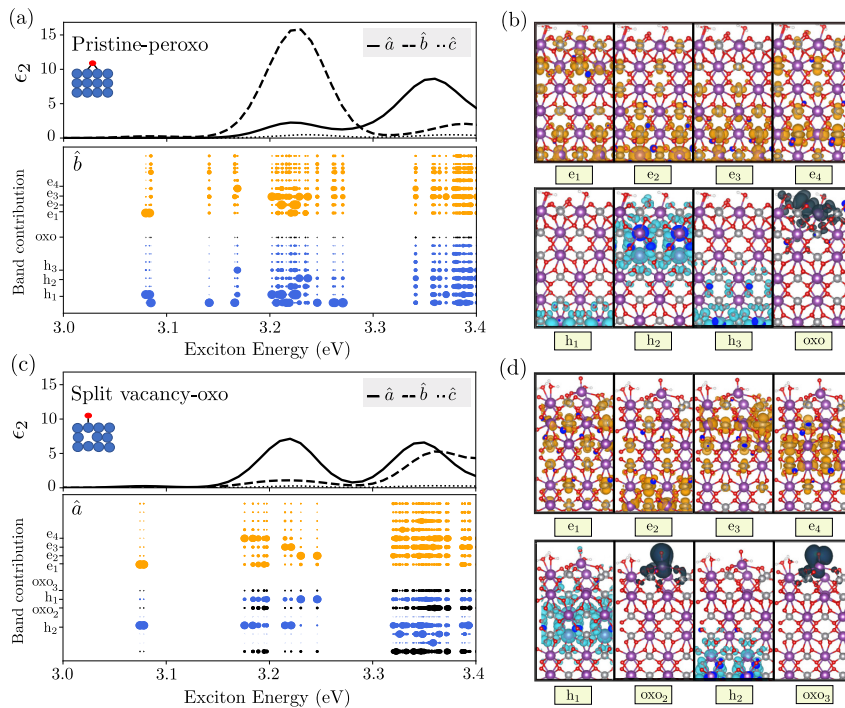 (a)
Pristine-peroxo
â b̂ ĉ
ϵ₂
15
10
5
0
b̂
Band contribution
e₄
e₃
e₂
e₁
oxo
h₃
h₂
h₁
3.0 3.1 3.2 3.3 3.4
Exciton Energy (eV)
(b)
e₁ e₂ e₃ e₄
h₁ h₂ h₃ oxo
(c)
Split vacancy-oxo
â b̂ ĉ
ϵ₂
15
10
5
0
â
Band contribution
e₄
e₃
e₂
e₁
oxo₃
h₁
oxo₂
h₂
3.0 3.1 3.2 3.3 3.4
Exciton Energy (eV)
(d)
e₁ e₂ e₃ e₄
h₁ oxo₂ h₂ oxo₃